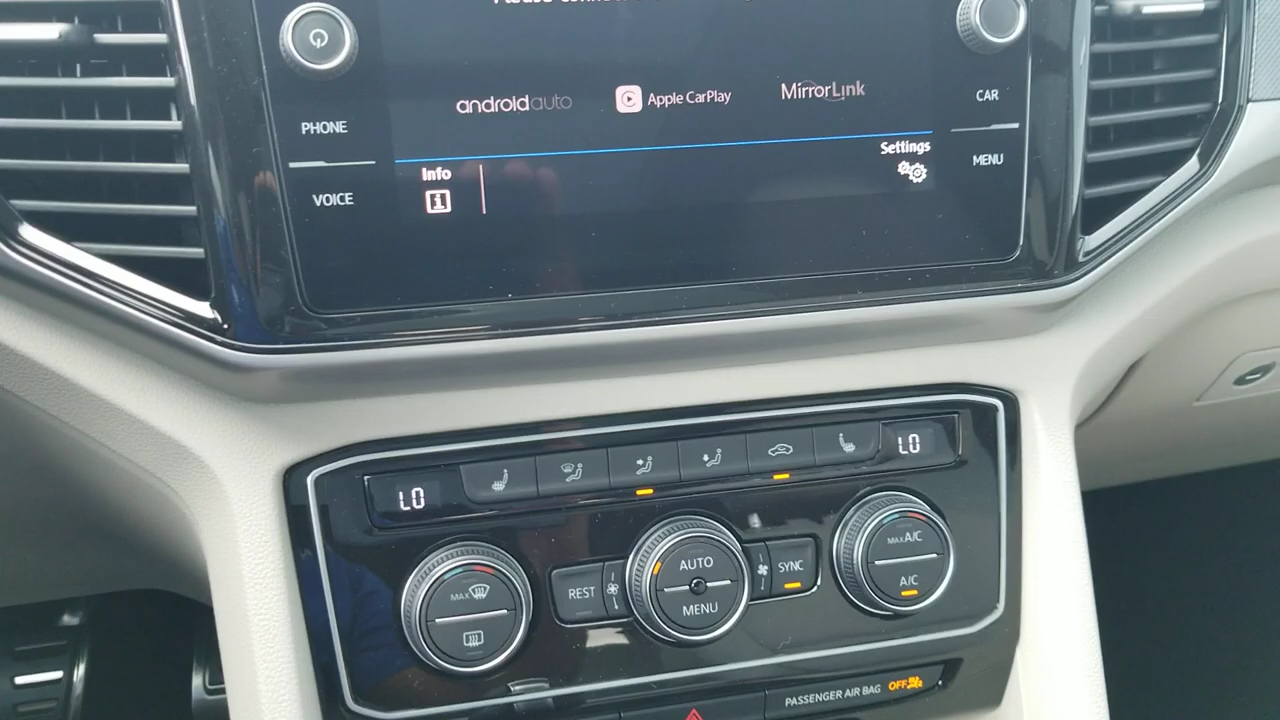 Please
androidauto
Apple CarPlay
MirrorLink
PHONE
VOICE
CAR
MENU
Info
Settings
LO
LO
MAX
REST
AUTO
MENU
SYNC
MAX A/C
A/C
PASSENGER AIR BAG OFF